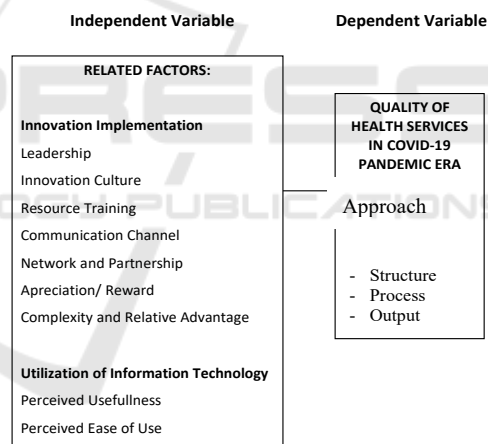 Independent Variable
Dependent Variable
RELATED FACTORS:
Innovation Implementation
Leadership
Innovation Culture
Resource Training
Communication Channel
Network and Partnership
Apreciation/ Reward
Complexity and Relative Advantage
Utilization of Information Technology
Perceived Usefullness
Perceived Ease of Use
QUALITY OF
HEALTH SERVICES
IN COVID-19
PANDEMIC ERA
Approach
- Structure
- Process
- Output